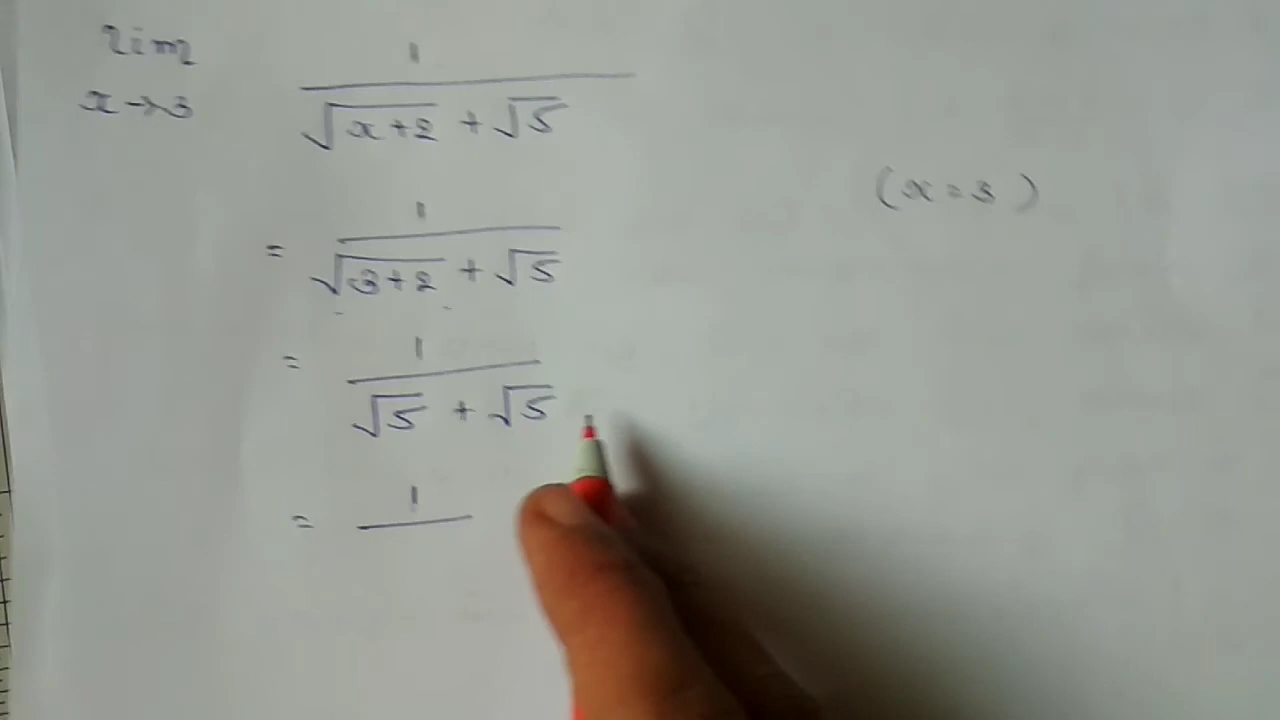 lim x→3 1/(√(x+2) + √5)
(x = 3)
= 1/(√(3+2) + √5)
= 1/(√5 + √5)
= 1/